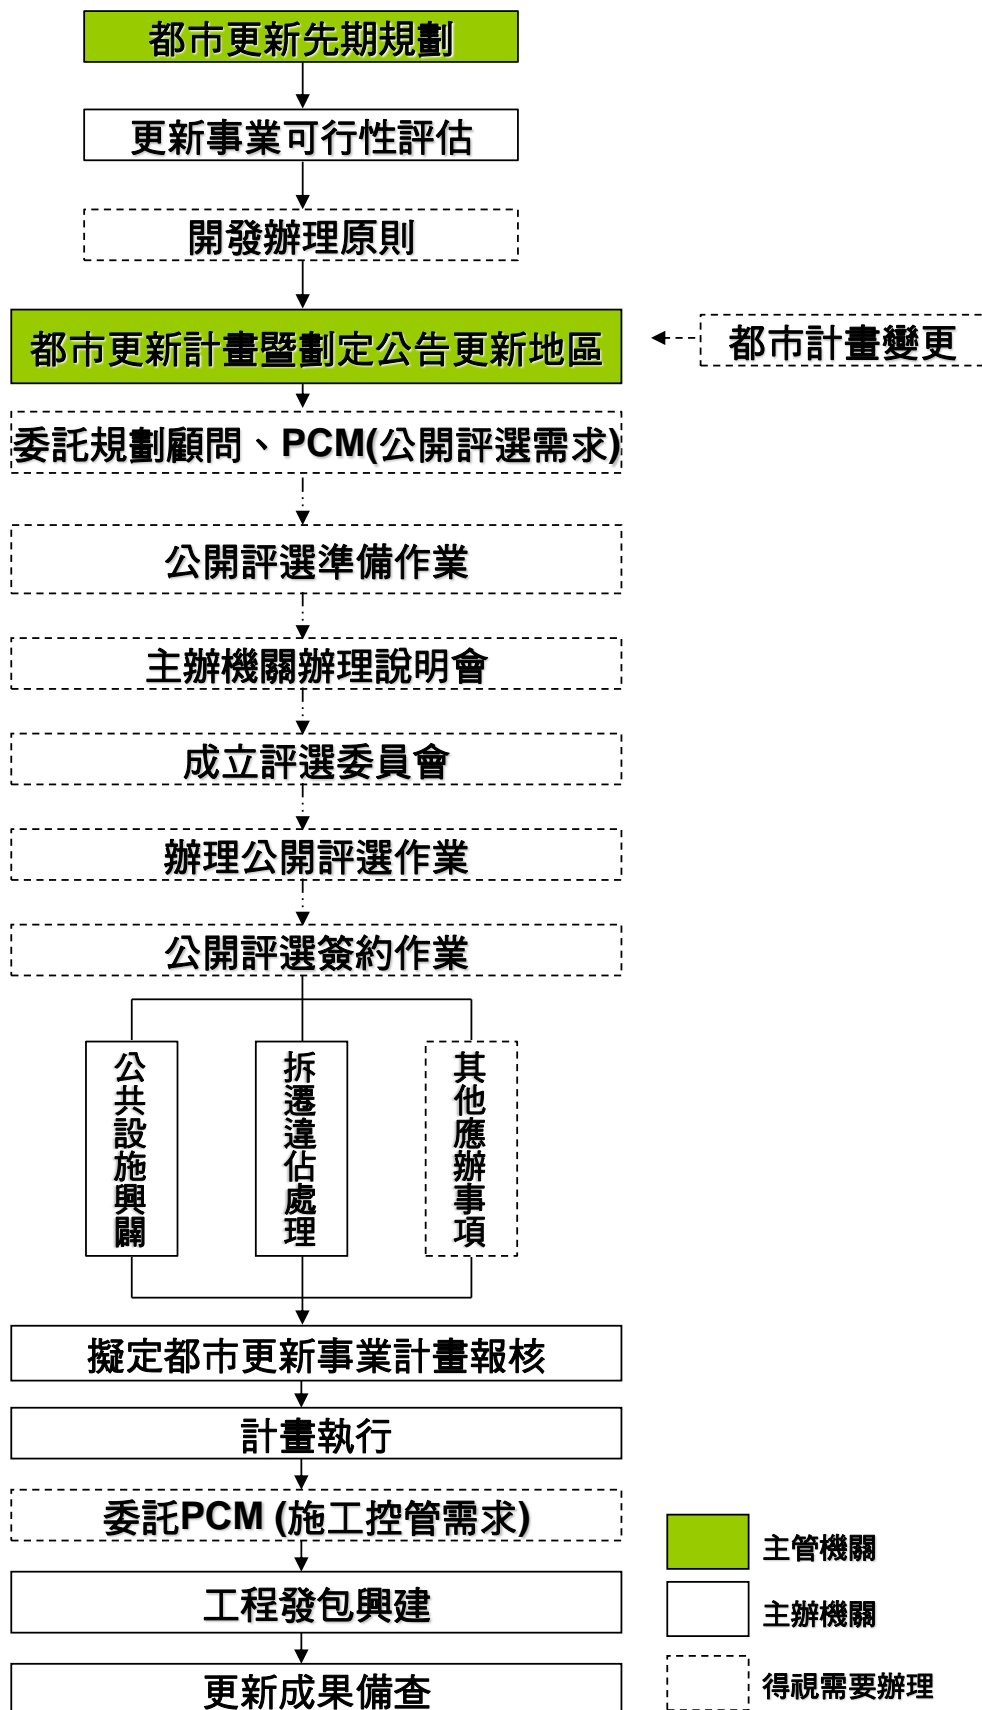 都市更新先期規劃
更新事業可行性評估
開發辦理原則
都市更新計畫暨劃定公告更新地區
都市計畫變更
委託規劃顧問、PCM(公開評選需求)
公開評選準備作業
主辦機關辦理說明會
成立評選委員會
辦理公開評選作業
公開評選簽約作業
公共設施興闢
拆遷違佔處理
其他應辦事項
擬定都市更新事業計畫報核
計畫執行
委託PCM (施工控管需求)
工程發包興建
更新成果備查
主管機關
主辦機關
得視需要辦理